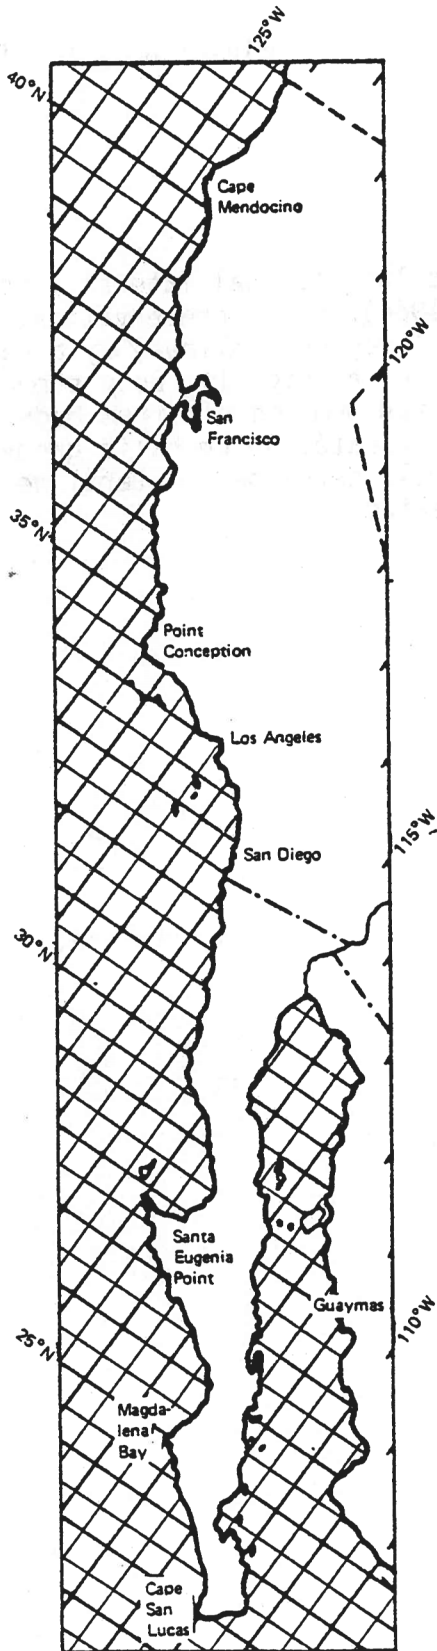 125°W
40°N
Cape
Mendocino
120°W
San
Francisco
35°N
Point
Conception
Los Angeles
115°W
San Diego
30°N
Santa
Eugenia
Point
Guaymas
110°W
25°N
Magda-
lena
Bay
Cape
San
Lucas